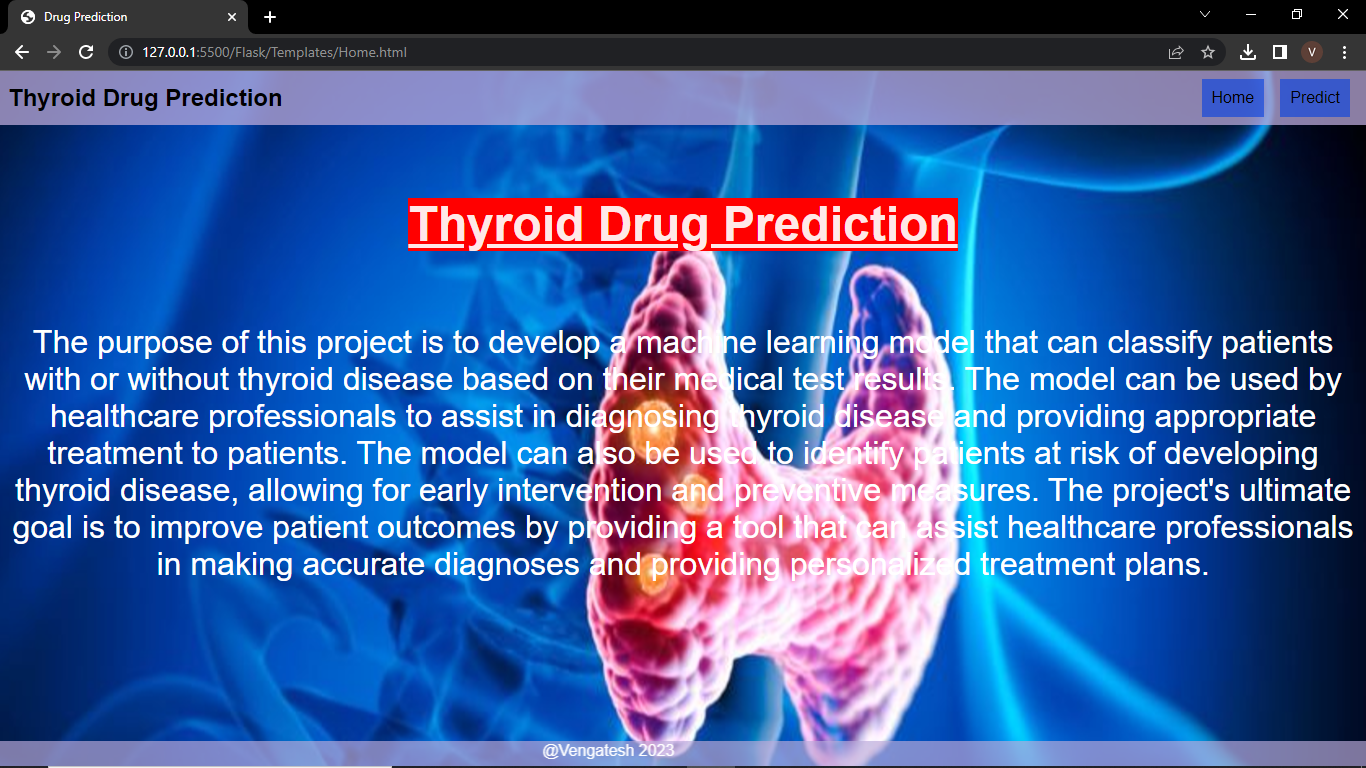 Drug Prediction
127.0.0.1:5500/Flask/Templates/Home.html
V
Thyroid Drug Prediction
Home
Predict
Thyroid Drug Prediction
The purpose of this project is to develop a machine learning model that can classify patients
with or without thyroid disease based on their medical test results. The model can be used by
healthcare professionals to assist in diagnosing thyroid disease and providing appropriate
treatment to patients. The model can also be used to identify patients at risk of developing
thyroid disease, allowing for early intervention and preventive measures. The project's ultimate
goal is to improve patient outcomes by providing a tool that can assist healthcare professionals
in making accurate diagnoses and providing personalized treatment plans.
@Vengatesh 2023